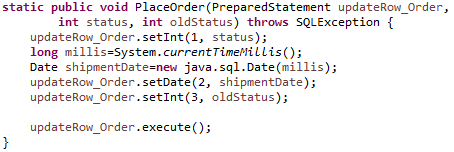 static public void PlaceOrder(PreparedStatement updateRow_Order,
int status, int oldStatus) throws SQLException {
updateRow_Order.setInt(1, status);
long millis=System.currentTimeMillis();
Date shipmentDate=new java.sql.Date(millis);
updateRow_Order.setDate(2, shipmentDate);
updateRow_Order.setInt(3, oldStatus);
updateRow_Order.execute();
}